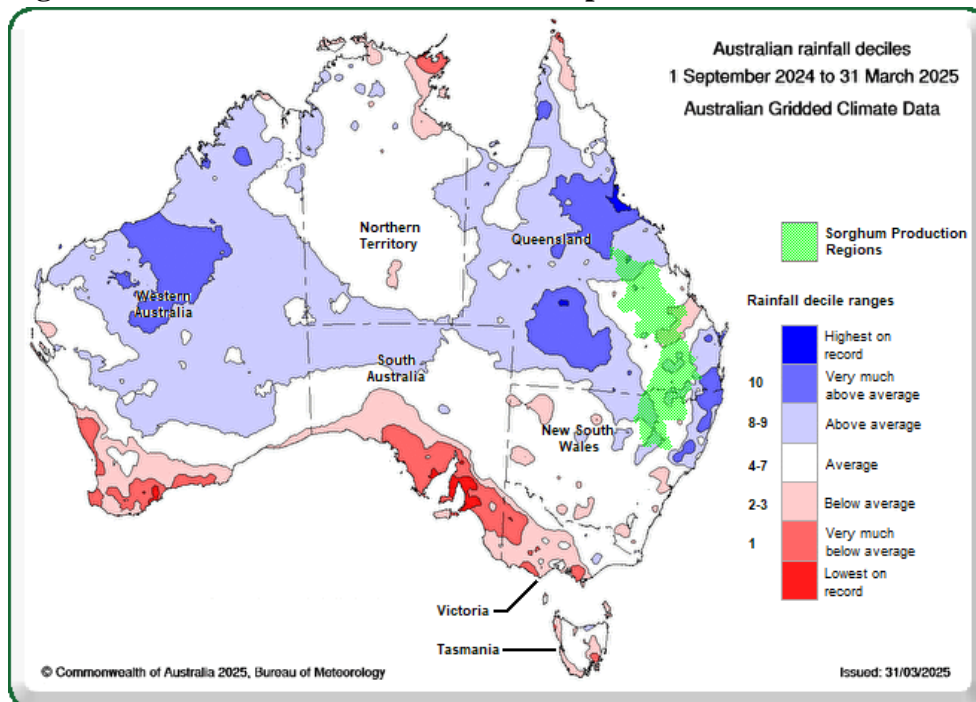 Australian rainfall deciles
1 September 2024 to 31 March 2025
Australian Gridded Climate Data
Northern
Territory
Queensland
Western
Australia
South
Australia
New South
Wales
Victoria
Tasmania
Sorghum Production
Regions
Rainfall decile ranges
Highest on
record
10 Very much
above average
8-9 Above average
4-7 Average
2-3 Below average
1 Very much
below average
Lowest on
record
© Commonwealth of Australia 2025, Bureau of Meteorology
Issued: 31/03/2025